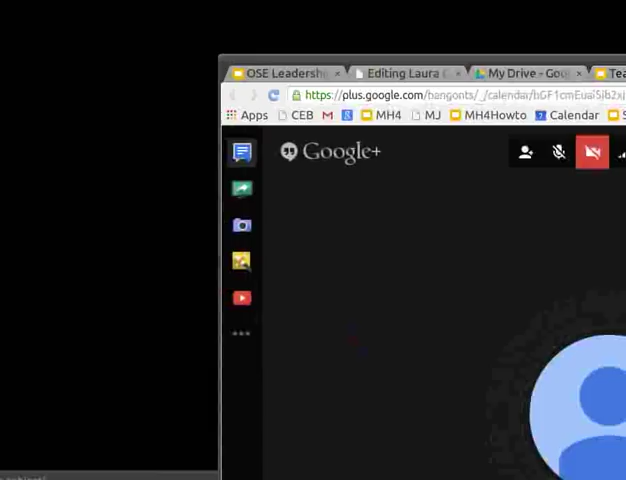 OSE Leadersh
Editing Laura
My Drive - Goo
Tea
https://plus.google.com/hangouts/_/calendar/
Apps CEB MH4 MJ MH4Howto Calendar S
Google+